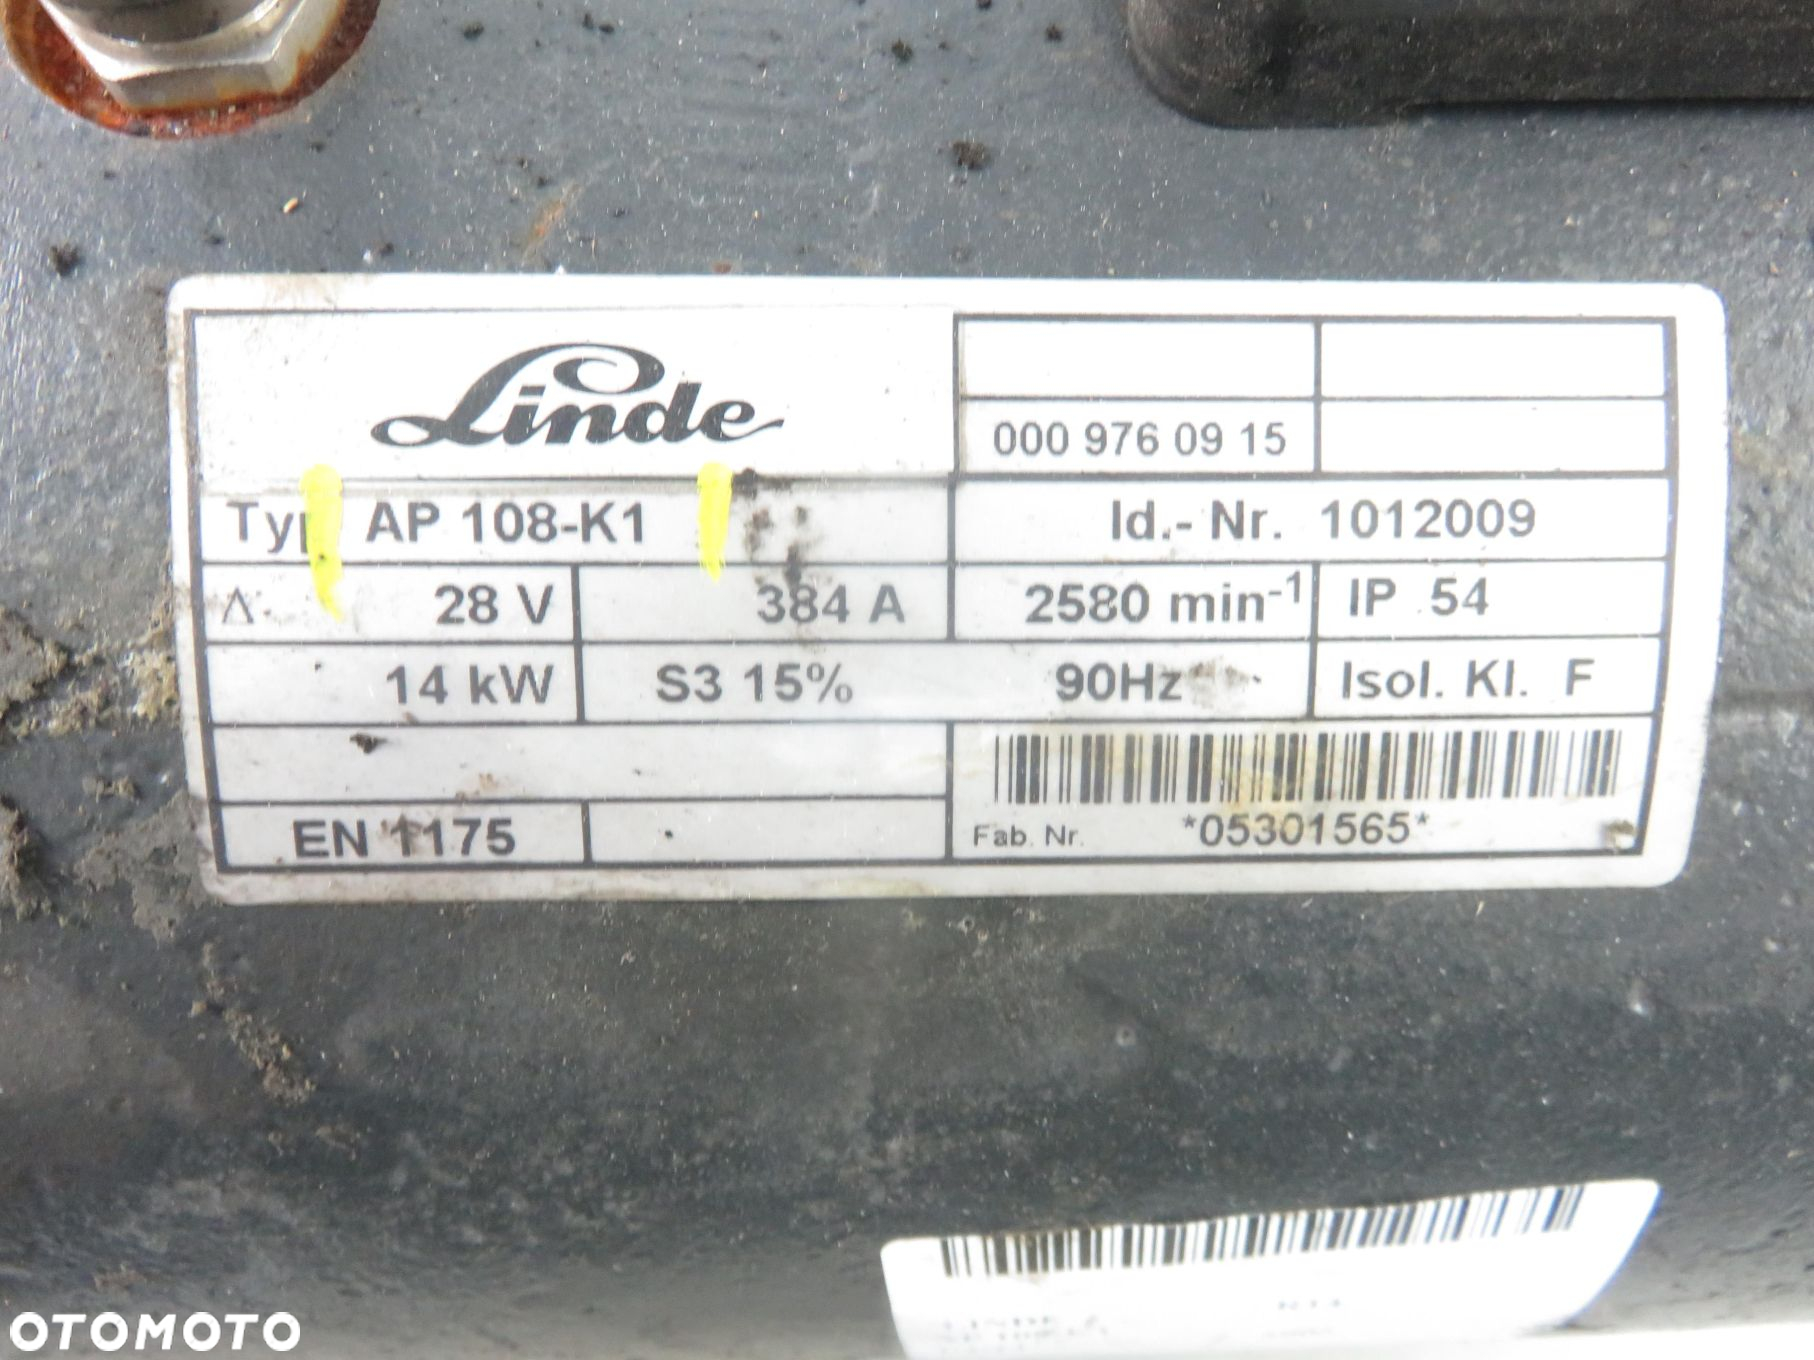 Linde
000 976 09 15
Typ AP 108-K1
Id.- Nr. 1012009
Δ 28 V 384 A 2580 min-1 IP 54
14 kW S3 15% 90Hz Isol. Kl. F
EN 1175
Fab. Nr. *05301565*
OTOMOTO